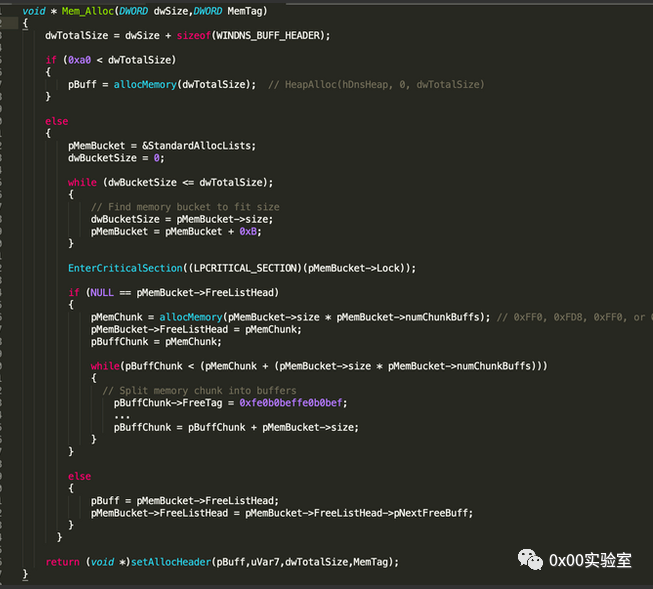 void * Mem_Alloc(DWORD dwSize,DWORD MemTag)
{
    dwTotalSize = dwSize + sizeof(WINDNS_BUFF_HEADER);
    if (0xa0 < dwTotalSize)
    {
        pBuff = allocMemory(dwTotalSize);  // HeapAlloc(hDnsHeap, 0, dwTotalSize)
    }
    else
    {
        pMemBucket = &StandardAllocLists;
        dwBucketSize = 0;
        while (dwBucketSize <= dwTotalSize);
        {
            // Find memory bucket to fit size
            dwBucketSize = pMemBucket->size;
            pMemBucket = pMemBucket + 0xB;
        }
        EnterCriticalSection((LPCRITICAL_SECTION)(pMemBucket->Lock));
        if (NULL == pMemBucket->FreeListHead)
        {
            pMemChunk = allocMemory(pMemBucket->size * pMemBucket->numChunkBuffs); // 0xFF0, 0xFD8, 0xFF0, or
            pMemBucket->FreeListHead = pMemChunk;
            pBuffChunk = pMemChunk;
            while(pBuffChunk < (pMemChunk + (pMemBucket->size * pMemBucket->numChunkBuffs)))
            {
              // Split memory chunk into buffers
                pBuffChunk->FreeTag = 0xfe0b0beffe0b0bef;
                ...
                pBuffChunk = pBuffChunk + pMemBucket->size;
            }
        }
        else
        {
            pBuff = pMemBucket->FreeListHead;
            pMemBucket->FreeListHead = pMemBucket->FreeListHead->pNextFreeBuff;
        }
      }
    return (void *)setAllocHeader(pBuff,uVar7,dwTotalSize,MemTag);
}
0x00实验室